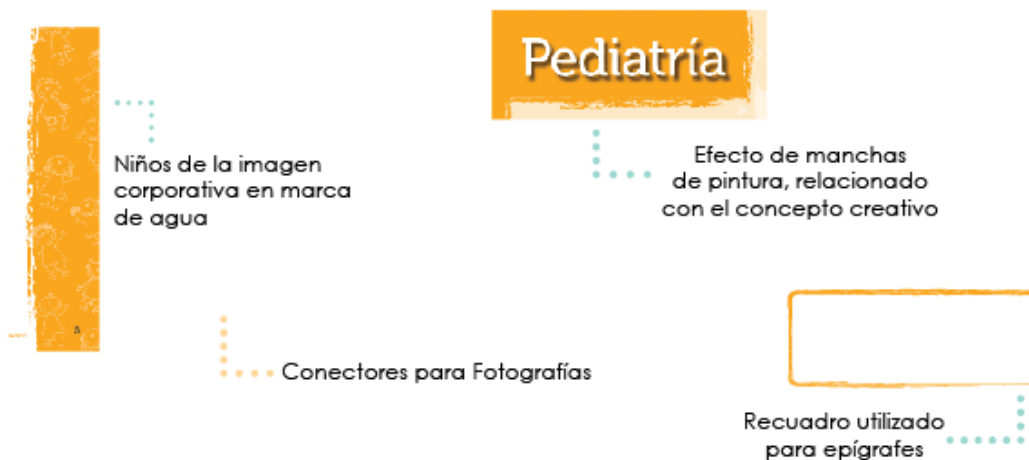 Pediatría
Niños de la imagen
corporativa en marca
de agua
Efecto de manchas
de pintura, relacionado
con el concepto creativo
Conectores para Fotografías
Recuadro utilizado
para epígrafes